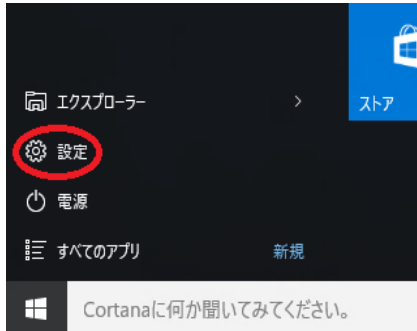 エクスプローラー
ストア
設定
電源
すべてのアプリ 新規
Cortanaに何か聞いてみてください。